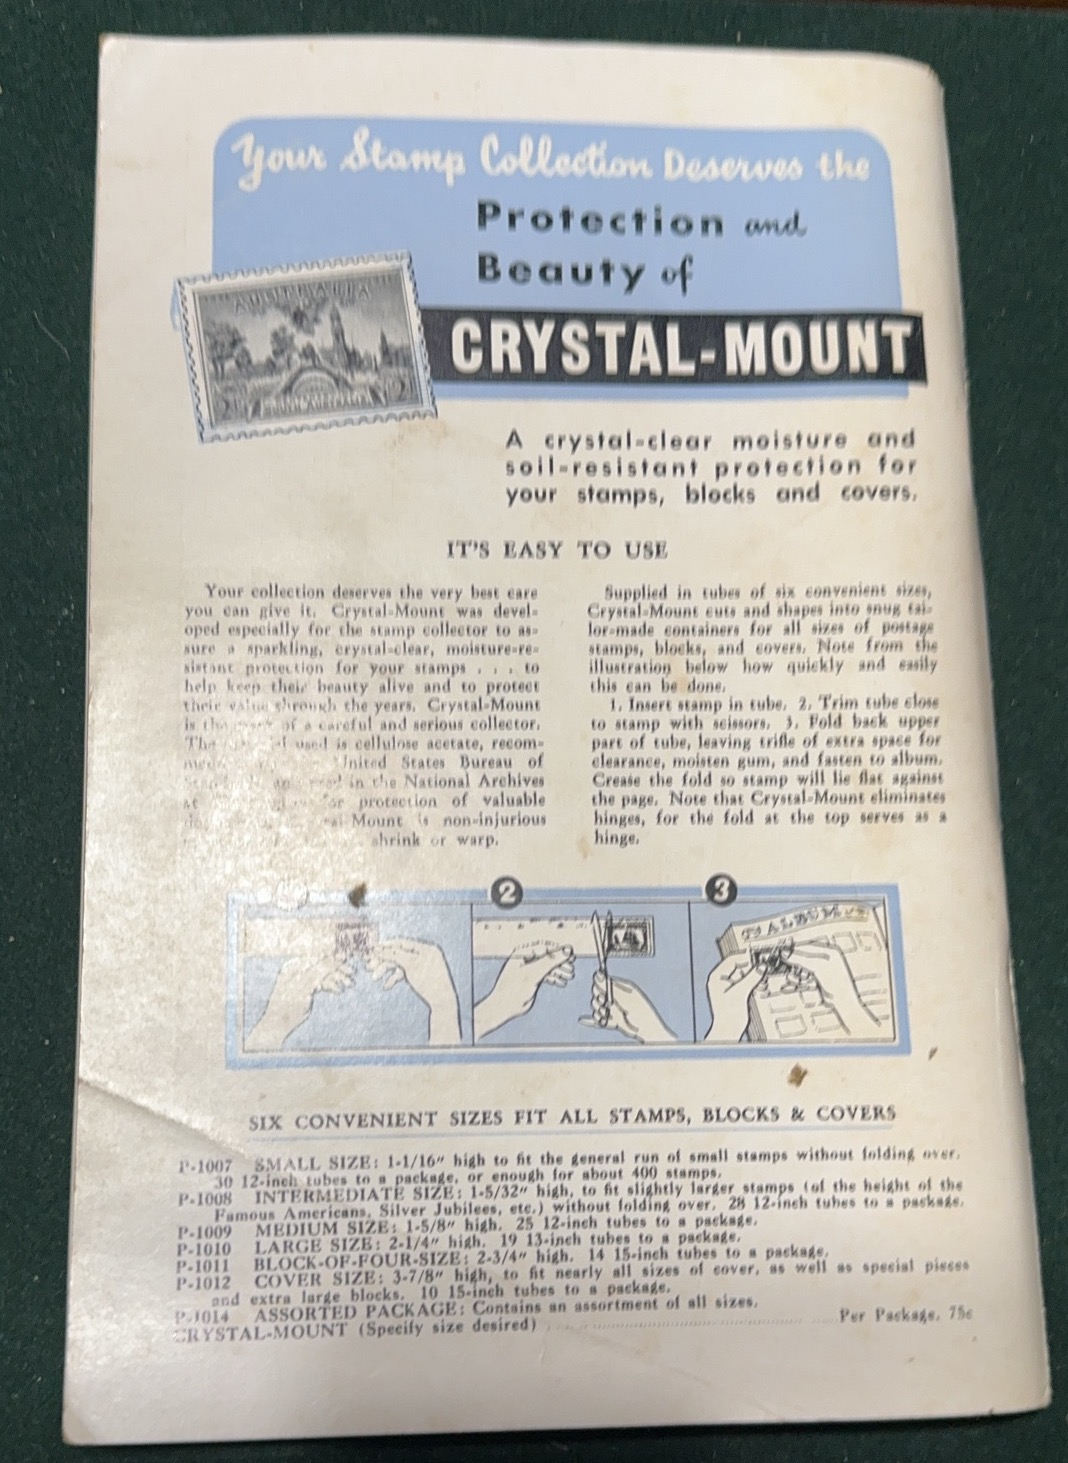 Your Stamp Collection Deserves the
Protection and
Beauty of
CRYSTAL-MOUNT
AUSTRALIA
A crystal-clear moisture and
soil-resistant protection for
your stamps, blocks and covers.
IT'S EASY TO USE
Your collection deserves the very best care
you can give it. Crystal-Mount was devel-
oped especially for the stamp collector to as-
sure a sparkling, crystal-clear, moisture-re-
sistant protection for your stamps . . . to
help keep their beauty alive and to protect
their value through the years. Crystal-Mount
is the of a careful and serious collector.
The used is cellulose acetate, recom-
United States Bureau of
in the National Archives
protection of valuable
Mount is non-injurious
shrink or warp.
Supplied in tubes of six convenient sizes,
Crystal-Mount cuts and shapes into snug tai-
lor-made containers for all sizes of postage
stamps, blocks, and covers. Note from the
illustration below how quickly and easily
this can be done.
1. Insert stamp in tube. 2. Trim tube close
to stamp with scissors. 3. Fold back upper
part of tube, leaving trifle of extra space for
clearance, moisten gum, and fasten to album.
Crease the fold so stamp will lie flat against
the page. Note that Crystal-Mount eliminates
hinges, for the fold at the top serves as a
hinge.
2
3
ALBUM
SIX CONVENIENT SIZES FIT ALL STAMPS, BLOCKS & COVERS
P-1007 SMALL SIZE: 1-1/16" high to fit the general run of small stamps without folding over.
30 12-inch tubes to a package, or enough for about 400 stamps.
P-1008 INTERMEDIATE SIZE: 1-5/32" high, to fit slightly larger stamps (of the height of the
Famous Americans, Silver Jubilees, etc.) without folding over. 28 12-inch tubes to a package.
P-1009 MEDIUM SIZE: 1-5/8" high. 25 12-inch tubes to a package.
P-1010 LARGE SIZE: 2-1/4" high. 19 13-inch tubes to a package.
P-1011 BLOCK-OF-FOUR-SIZE: 2-3/4" high. 14 15-inch tubes to a package.
P-1012 COVER SIZE: 3-7/8" high, to fit nearly all sizes of cover, as well as special pieces
and extra large blocks. 10 15-inch tubes to a package.
P-1014 ASSORTED PACKAGE: Contains an assortment of all sizes.
CRYSTAL-MOUNT (Specify size desired) ........................ Per Package, 75c